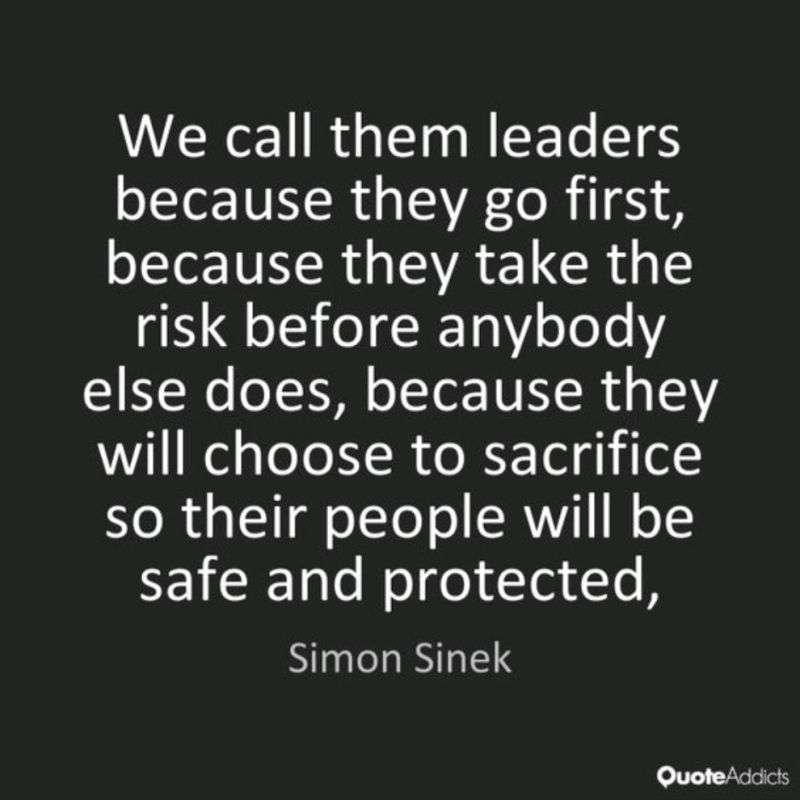 We call them leaders
because they go first,
because they take the
risk before anybody
else does, because they
will choose to sacrifice
so their people will be
safe and protected,
Simon Sinek
QuoteAddicts